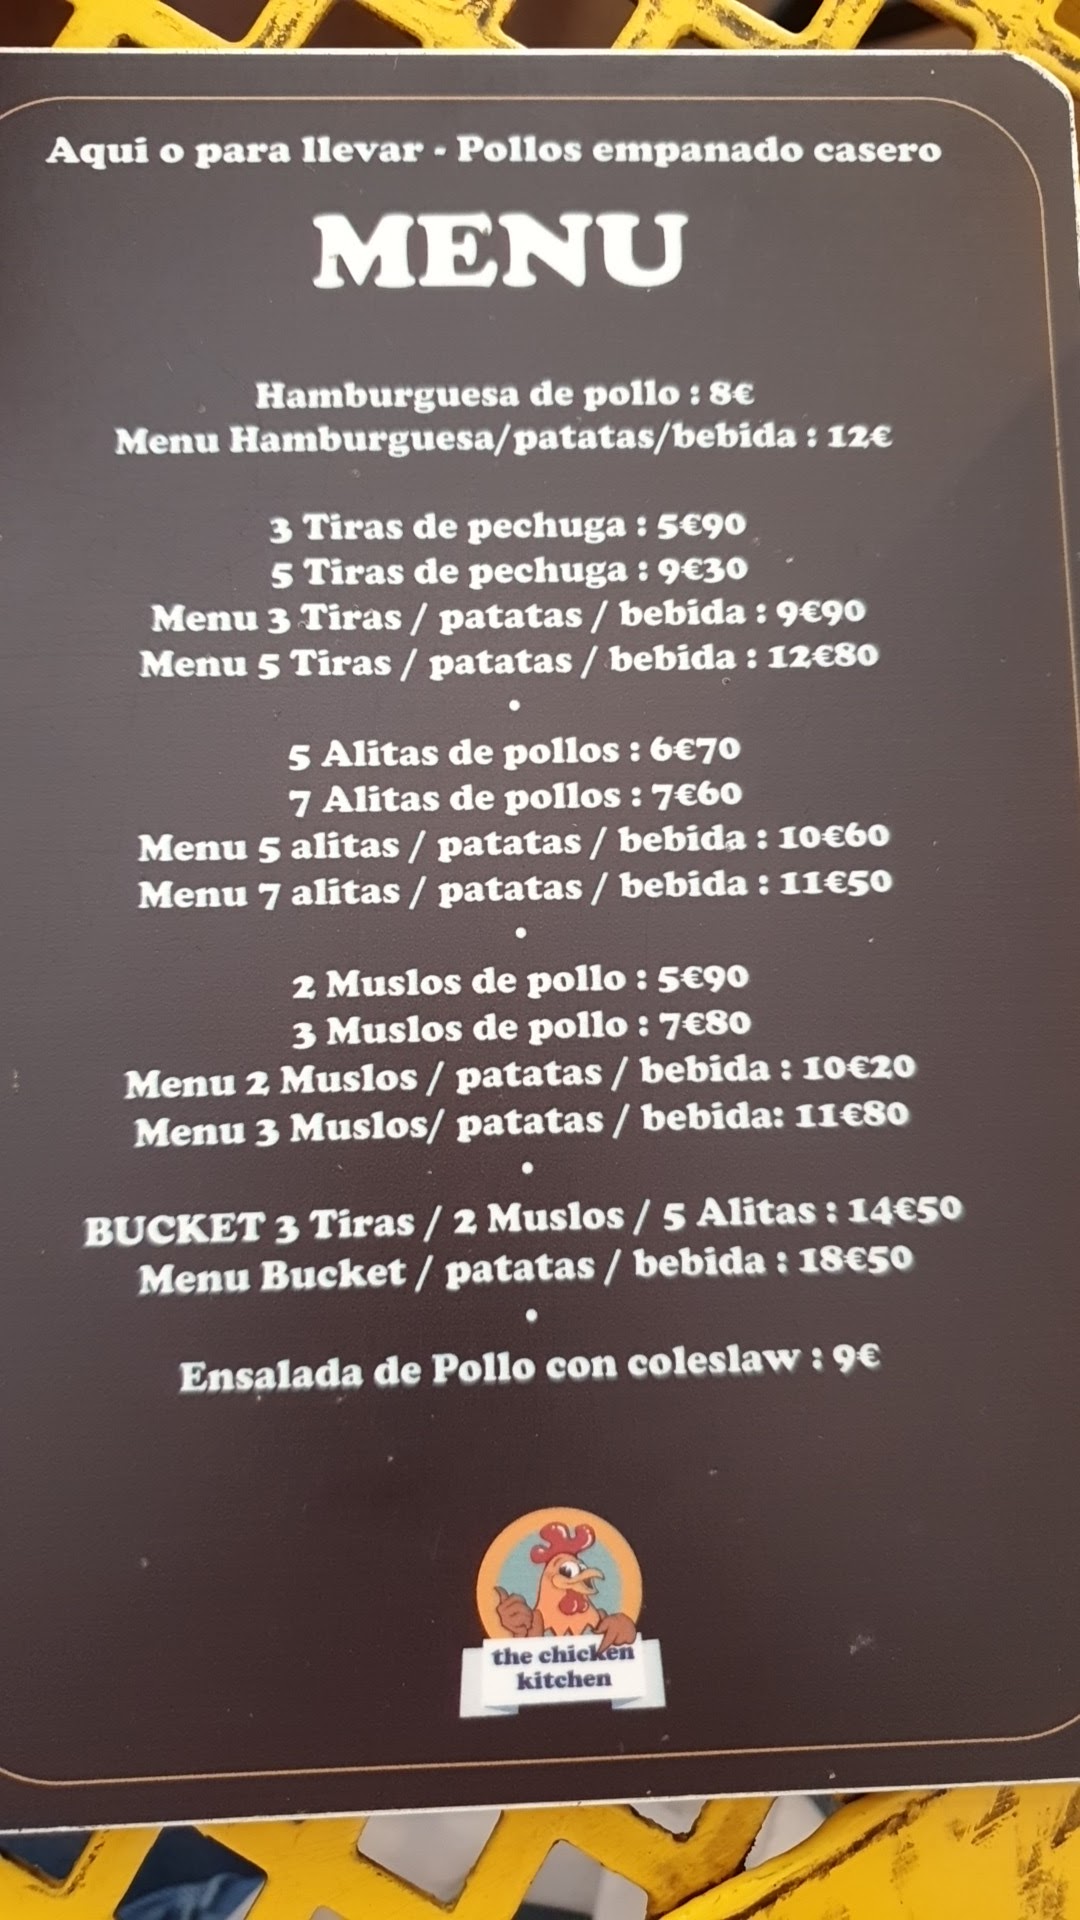 Aqui o para llevar - Pollos empanado casero
MENU
Hamburguesa de pollo : 8€
Menu Hamburguesa/patatas/bebida : 12€
3 Tiras de pechuga : 5€90
5 Tiras de pechuga : 9€30
Menu 3 Tiras / patatas / bebida : 9€90
Menu 5 Tiras / patatas / bebida : 12€80
•
5 Alitas de pollos : 6€70
7 Alitas de pollos : 7€60
Menu 5 alitas / patatas / bebida : 10€60
Menu 7 alitas / patatas / bebida : 11€50
•
2 Muslos de pollo : 5€90
3 Muslos de pollo : 7€80
Menu 2 Muslos / patatas / bebida : 10€20
Menu 3 Muslos/ patatas / bebida: 11€80
•
BUCKET 3 Tiras / 2 Muslos / 5 Alitas : 14€50
Menu Bucket / patatas / bebida : 18€50
•
Ensalada de Pollo con coleslaw : 9€
the chicken
kitchen